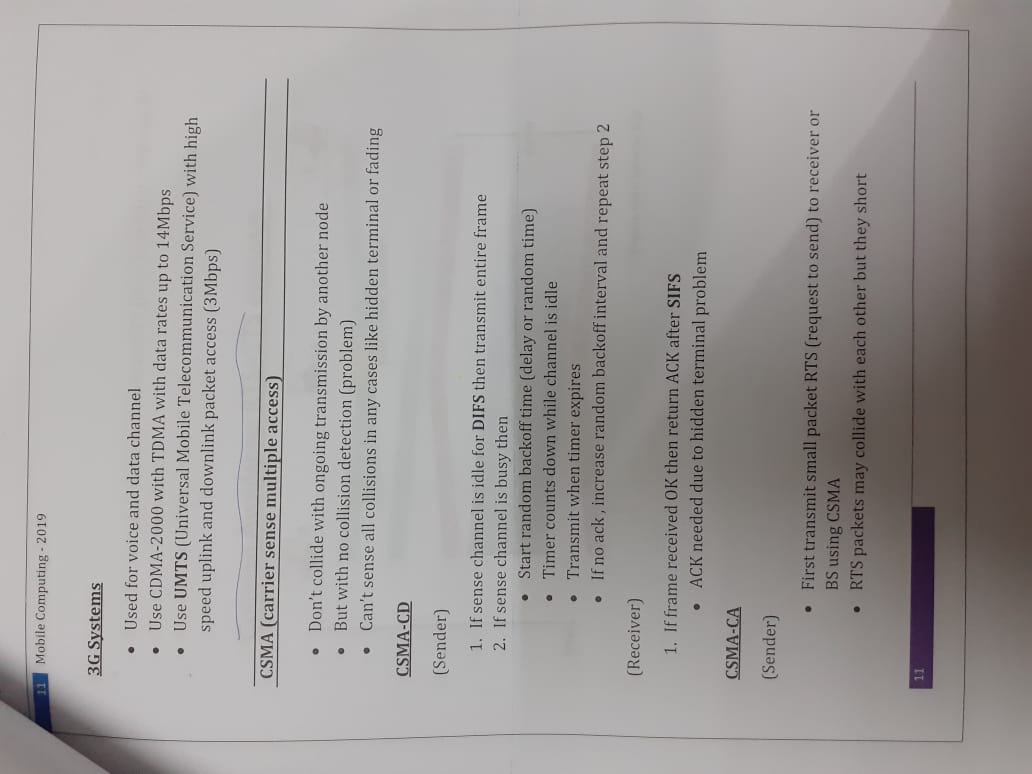 11 Mobile Computing - 2019
3G Systems
• Used for voice and data channel
• Use CDMA-2000 with TDMA with data rates up to 14Mbps
• Use UMTS (Universal Mobile Telecommunication Service) with high
speed uplink and downlink packet access (3Mbps)
CSMA (carrier sense multiple access)
• Don't collide with ongoing transmission by another node
• But with no collision detection (problem)
• Can't sense all collisions in any cases like hidden terminal or fading
CSMA-CD
(Sender)
1. If sense channel is idle for DIFS then transmit entire frame
2. If sense channel is busy then
• Start random backoff time (delay or random time)
• Timer counts down while channel is idle
• Transmit when timer expires
• If no ack , increase random backoff interval and repeat step 2
(Receiver)
1. If frame received OK then return ACK after SIFS
• ACK needed due to hidden terminal problem
CSMA-CA
(Sender)
• First transmit small packet RTS (request to send) to receiver or
BS using CSMA
• RTS packets may collide with each other but they short
11